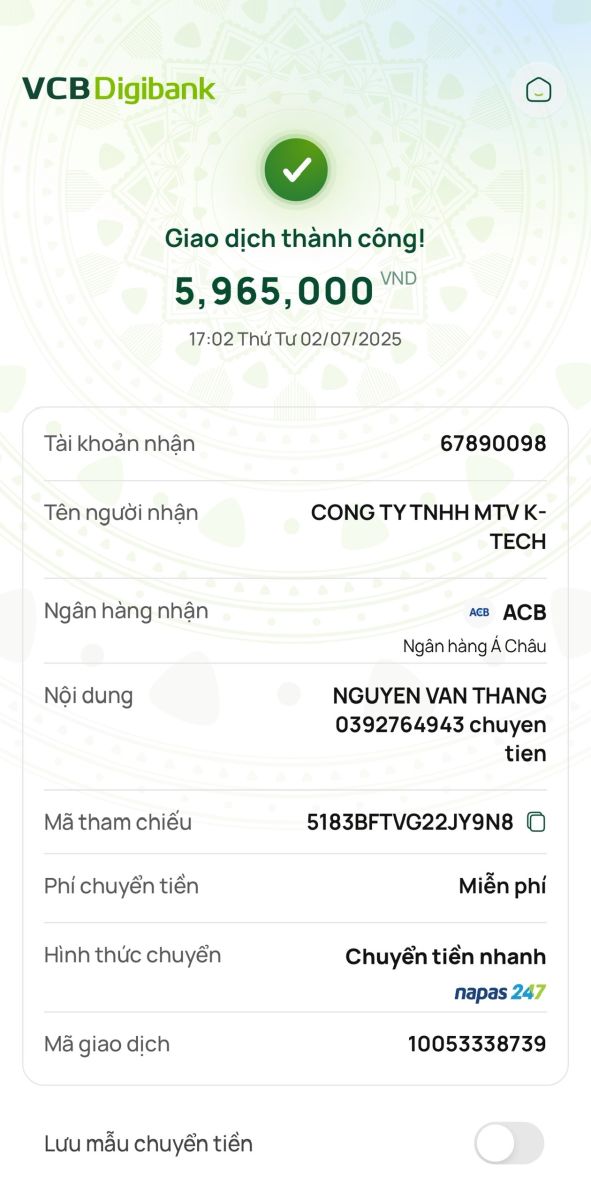 VCB Digibank
Giao dịch thành công!
5,965,000 VND
17:02 Thứ Tư 02/07/2025
Tài khoản nhận 67890098
Tên người nhận CONG TY TNHH MTV K-
TECH
Ngân hàng nhận ACB ACB
Ngân hàng Á Châu
Nội dung NGUYEN VAN THANG
0392764943 chuyen
tien
Mã tham chiếu 5183BFTVG22JY9N8
Phí chuyển tiền Miễn phí
Hình thức chuyển Chuyển tiền nhanh
napas 247
Mã giao dịch 10053338739
Lưu mẫu chuyển tiền